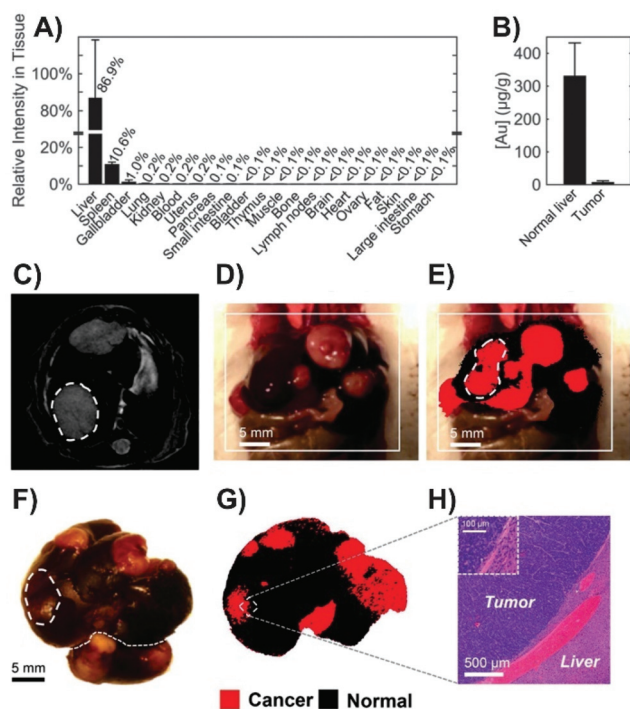 A)
B)
Relative Intensity in Tissue
100%
80%
20%
0%
86.9%
10.6%
1.0%
0.2%
0.2%
0.2%
0.2%
0.1%
0.1%
<0.1%
<0.1%
<0.1%
<0.1%
<0.1%
<0.1%
<0.1%
<0.1%
<0.1%
<0.1%
<0.1%
<0.1%
Liver
Spleen
Gallbladder
Lung
Kidney
Blood
Uterus
Pancreas
Small intestine
Bladder
Thymus
Muscle
Bone
Lymph nodes
Brain
Heart
Ovary
Fat
Skin
Large intestine
Stomach
[Au] (µg/g)
400
300
200
100
0
Normal liver
Tumor
C)
D)
E)
5 mm
5 mm
F)
G)
H)
5 mm
100 µm
Tumor
Liver
500 µm
Cancer Normal